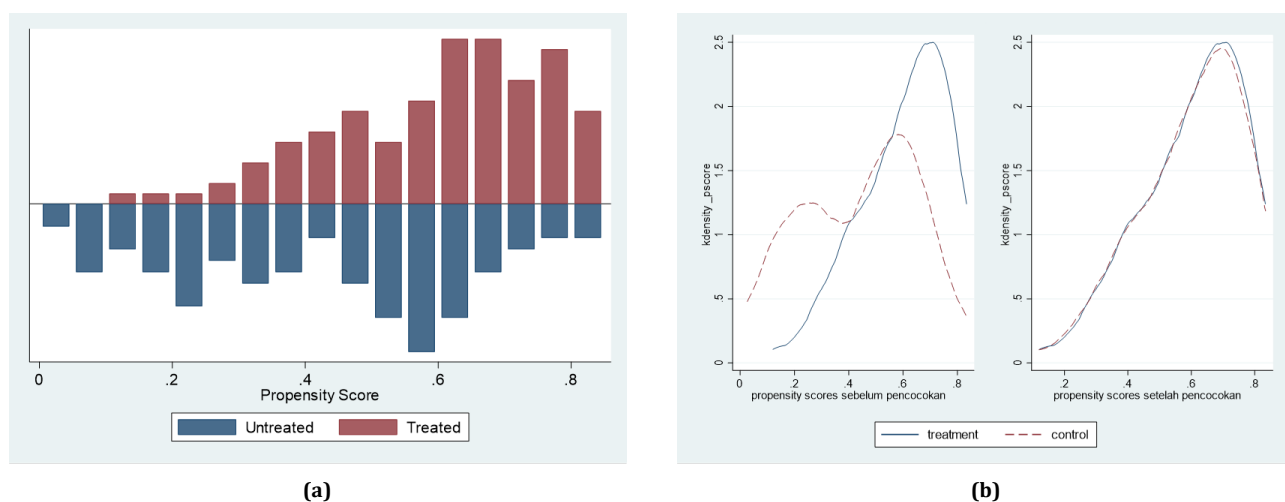 0 .2 .4 .6 .8
Propensity Score
Untreated Treated
(a)
kdensity _pscore
0 .5 1 1.5 2 2.5
0 .2 .4 .6 .8
propensity scores sebelum pencocokan
kdensity _pscore
0 .5 1 1.5 2 2.5
.2 .4 .6 .8
propensity scores setelah pencocokan
treatment control
(b)